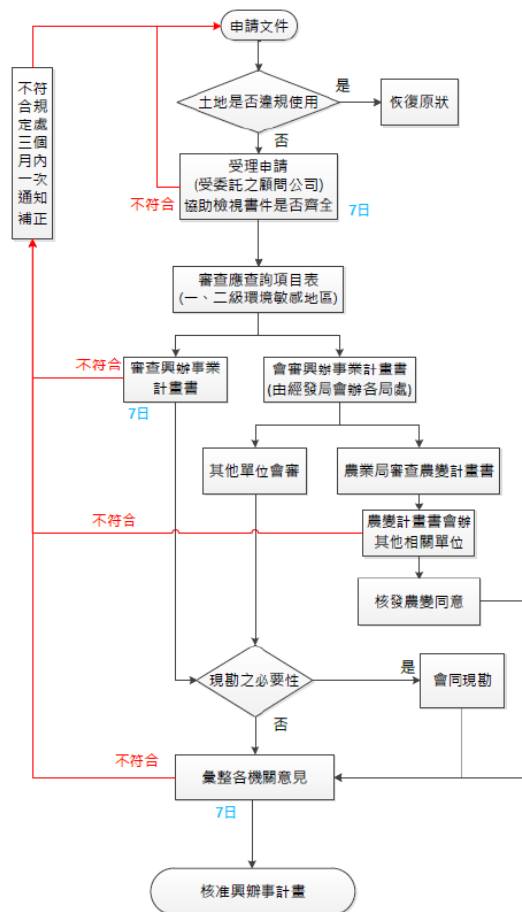 申請文件
土地是否違規使用
是
恢復原狀
否
不符
合規
定處
三個
月內
一次
通知
補正
受理申請
(受委託之顧問公司)
協助檢視書件是否齊全
不符合
7日
審查應查詢項目表
(一、二級環境敏感地區)
不符合
審查興辦事業
計畫書
7日
會審興辦事業計畫書
(由經發局會辦各局處)
其他單位會審
農業局審查農變計畫書
不符合
農變計畫書會辦
其他相關單位
核發農變同意
現勘之必要性
是
會同現勘
否
不符合
彙整各機關意見
7日
核准興辦事計畫